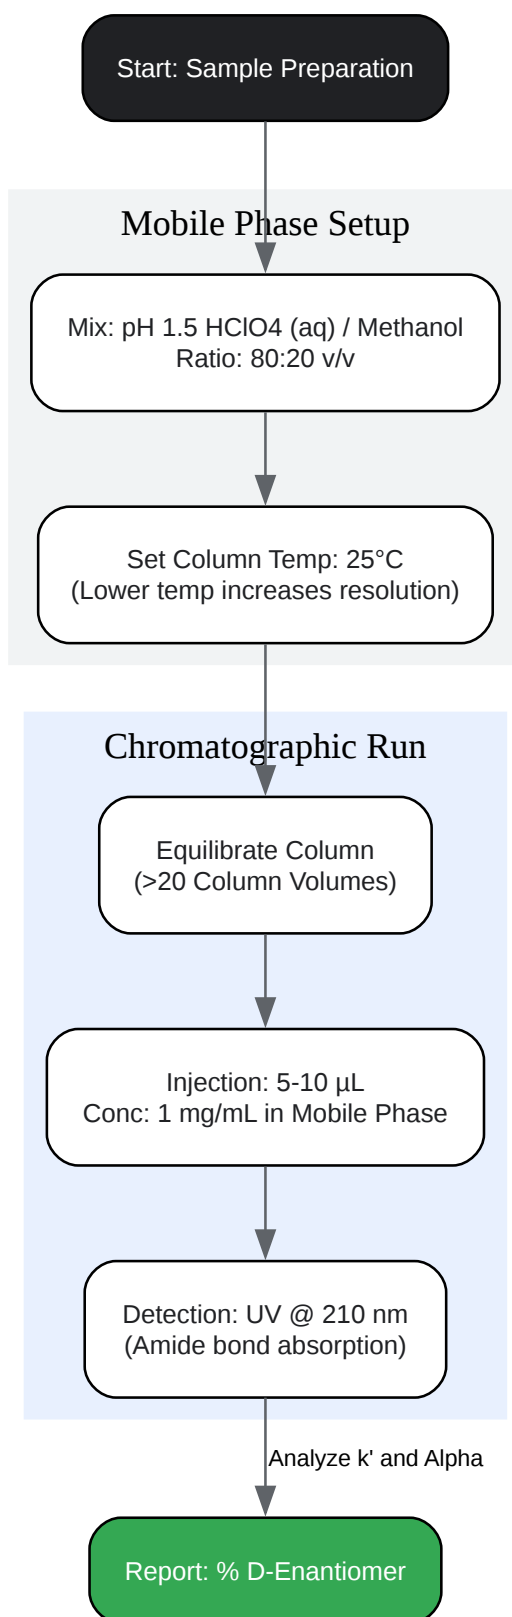 Start: Sample Preparation
Mobile Phase Setup
Mix: pH 1.5 HClO4 (aq) / Methanol
Ratio: 80:20 v/v
Set Column Temp: 25°C
(Lower temp increases resolution)
Chromatographic Run
Equilibrate Column
(>20 Column Volumes)
Injection: 5-10 µL
Conc: 1 mg/mL in Mobile Phase
Detection: UV @ 210 nm
(Amide bond absorption)
Analyze k' and Alpha
Report: % D-Enantiomer